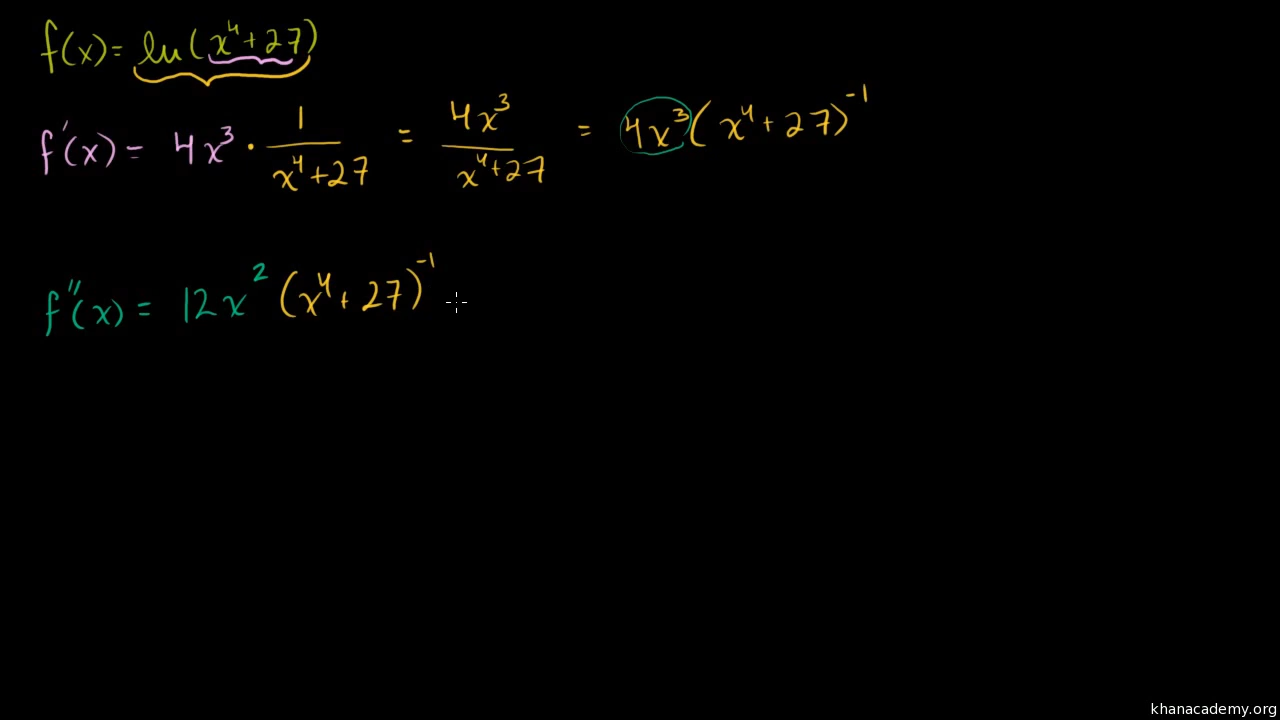 f(x) = ln(x⁴+27)
f'(x) = 4x³ · 1/(x⁴+27) = 4x³/(x⁴+27) = 4x³(x⁴+27)⁻¹
f''(x) = 12x²(x⁴+27)⁻¹
khanacademy.org